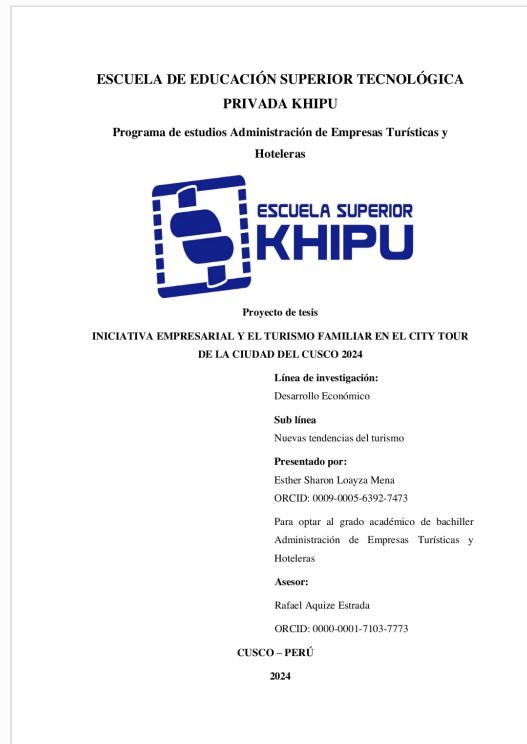 ESCUELA DE EDUCACIÓN SUPERIOR TECNOLÓGICA
PRIVADA KHIPU
Programa de estudios Administración de Empresas Turísticas y
Hoteleras
ESCUELA SUPERIOR
KHIPU
Proyecto de tesis
INICIATIVA EMPRESARIAL Y EL TURISMO FAMILIAR EN EL CITY TOUR
DE LA CIUDAD DEL CUSCO 2024
Línea de investigación:
Desarrollo Económico
Sub línea
Nuevas tendencias del turismo
Presentado por:
Esther Sharon Loayza Mena
ORCID: 0009-0005-6392-7473
Para optar al grado académico de bachiller
Administración de Empresas Turísticas y
Hoteleras
Asesor:
Rafael Aquize Estrada
ORCID: 0000-0001-7103-7773
CUSCO – PERÚ
2024